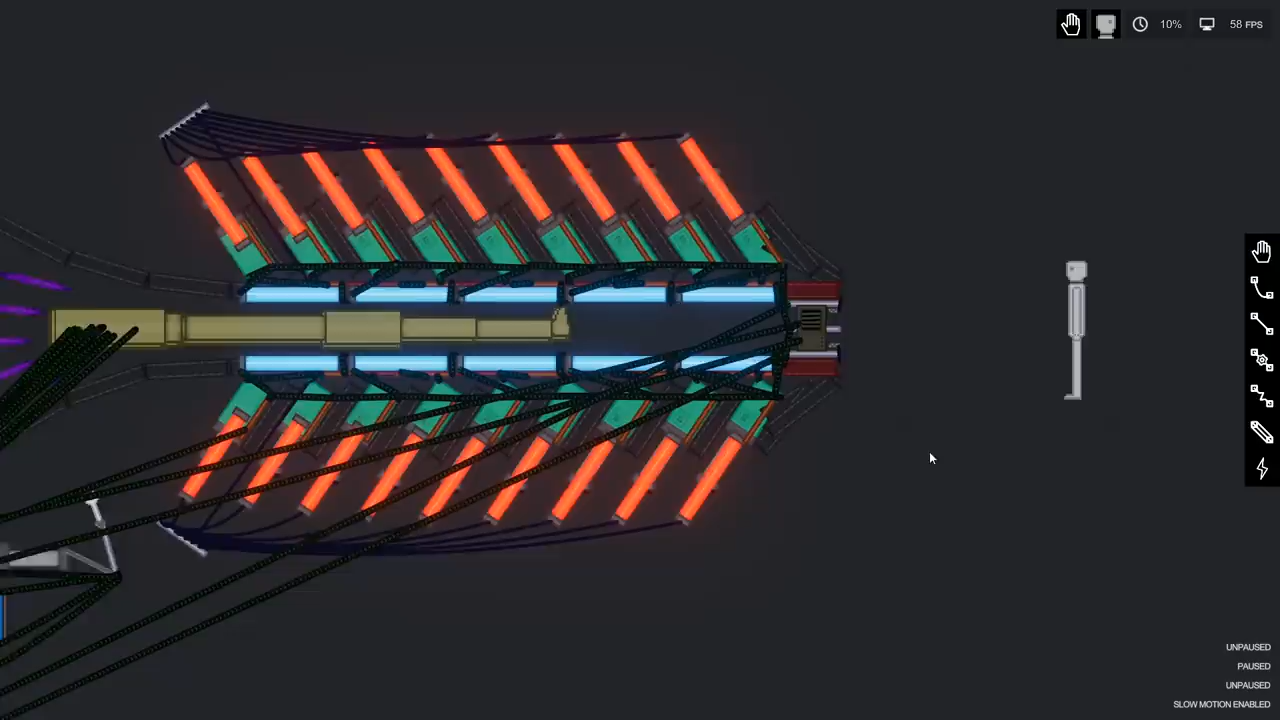 10%
58 FPS
UNPAUSED
PAUSED
UNPAUSED
SLOW MOTION ENABLED